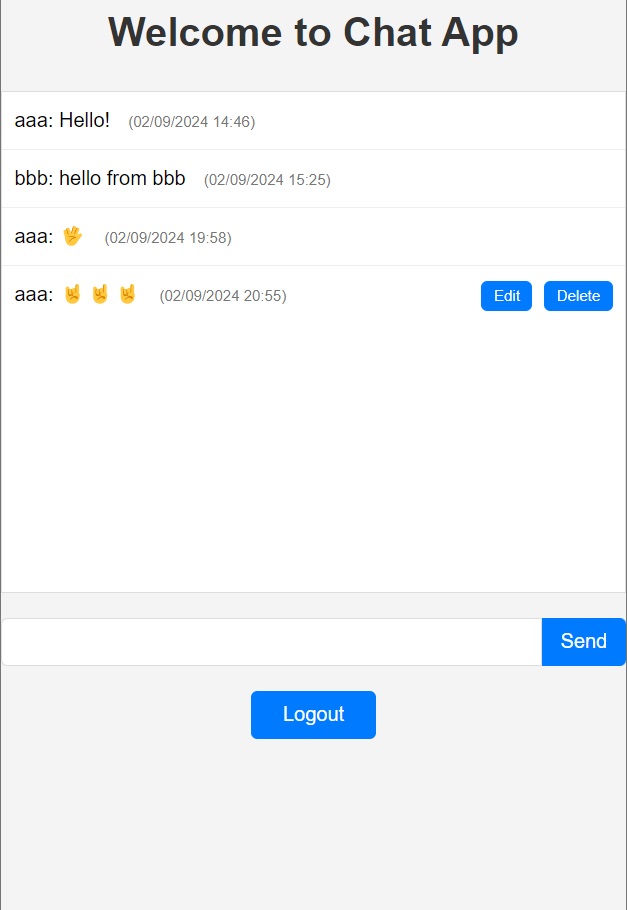 Welcome to Chat App
aaa: Hello! (02/09/2024 14:46)
bbb: hello from bbb (02/09/2024 15:25)
aaa: 🖖 (02/09/2024 19:58)
aaa: 🤘 🤘 🤘 (02/09/2024 20:55) Edit Delete
Send
Logout